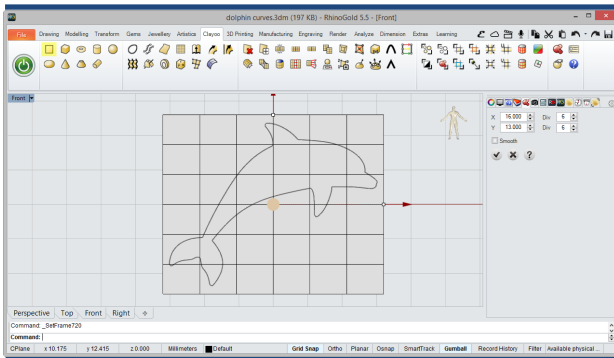 dolphin curves.3dm (197 KB) - RhinoGold 5.5 - [Front]
File Drawing Modelling Transform Gems Jewellery Artistics Clayoo 3D Printing Manufacturing Engraving Render Analyze Dimension Extras Learning
Front
X 16.000 Div 6
Y 13.000 Div 6
Smooth
Perspective Top Front Right
Command: _SetFrame720
Command:
CPlane x 10.175 y 12.415 z 0.000 Millimeters Default Grid Snap Ortho Planar Osnap SmartTrack Gumball Record History Filter Available physical ...